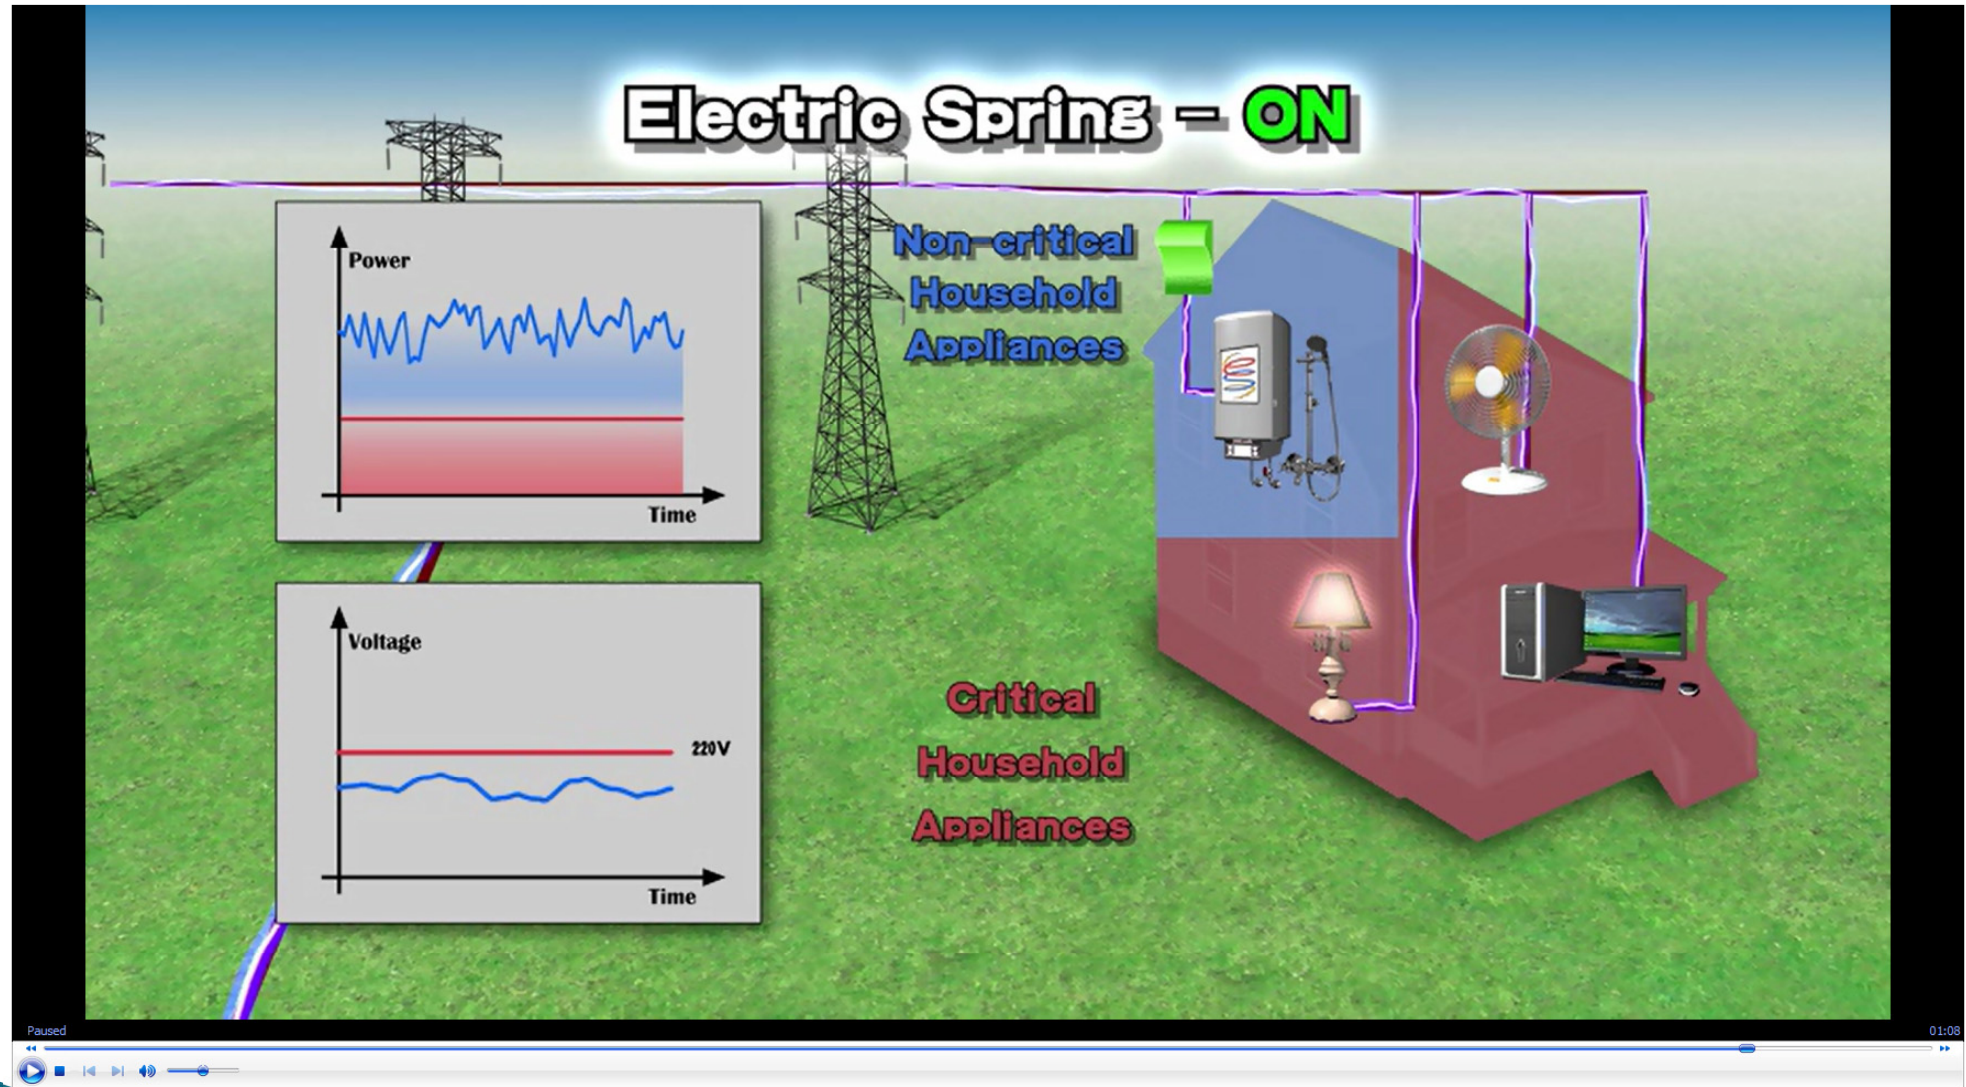 Electric Spring - ON
Power
Time
Non-critical
Household
Appliances
Voltage
220V
Time
Critical
Household
Appliances
Paused
01:08